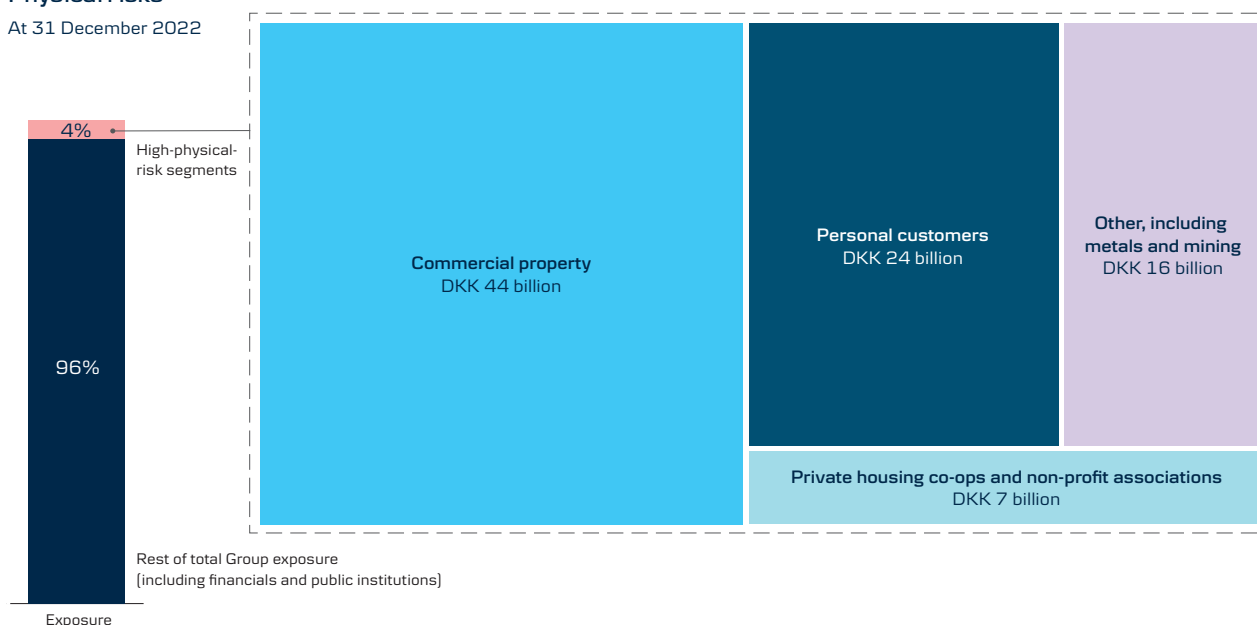 Physical risks
At 31 December 2022
4%
High-physical-
risk segments
96%
Rest of total Group exposure
(including financials and public institutions)
Exposure
Commercial property
DKK 44 billion
Personal customers
DKK 24 billion
Other, including
metals and mining
DKK 16 billion
Private housing co-ops and non-profit associations
DKK 7 billion